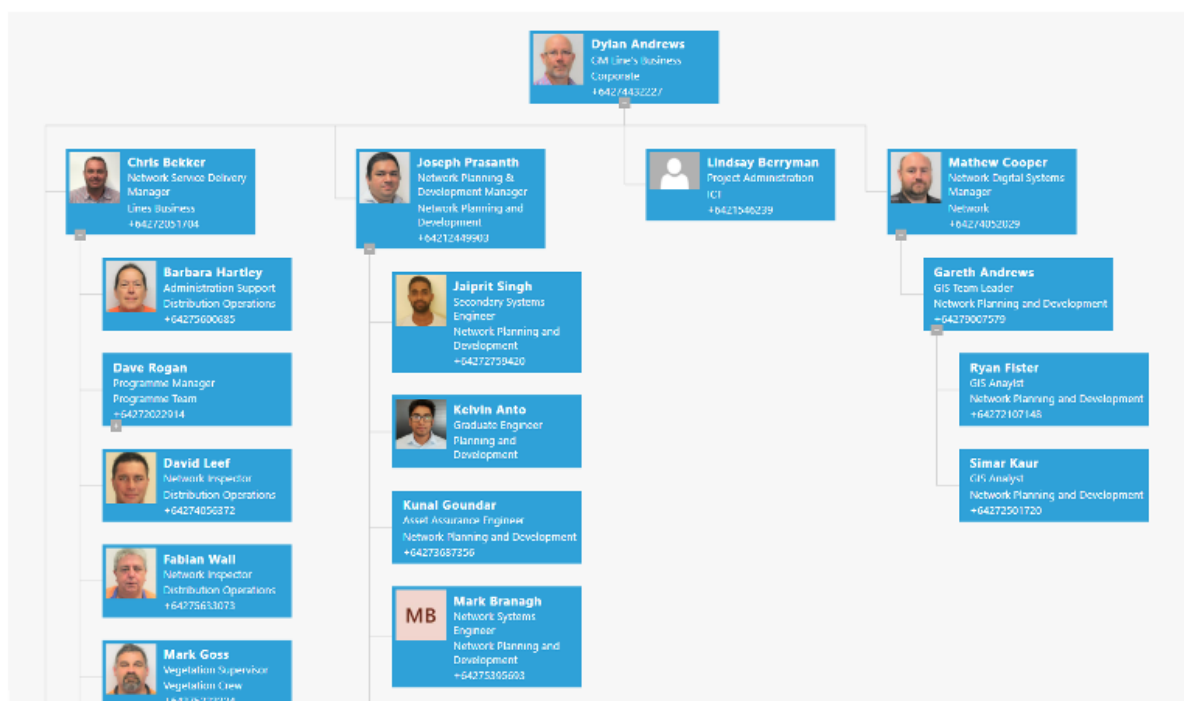 Dylan Andrews
GM Line's Business
Corporate
+64274432227
Chris Bekker
Network Service Delivery
Manager
Lines Business
+64272051704
Barbara Hartley
Administration Support
Distribution Operations
+64275600685
Dave Rogan
Programme Manager
Programme Team
+64272022914
David Leef
Network Inspector
Distribution Operations
+64274056372
Fabian Wall
Network Inspector
Distribution Operations
+64275633073
Mark Goss
Vegetation Supervisor
Vegetation Crew
Joseph Prasanth
Network Planning &
Development Manager
Network Planning and
Development
+64212449903
Jaiprit Singh
Secondary Systems
Engineer
Network Planning and
Development
+64272759420
Kelvin Anto
Graduate Engineer
Planning and
Development
Kunal Goundar
Asset Assurance Engineer
Network Planning and Development
+64273687356
MB
Mark Branagh
Network Systems
Engineer
Network Planning and
Development
+64275395693
Lindsay Berryman
Project Administration
ICT
+6421546239
Mathew Cooper
Network Digital Systems
Manager
Network
+64274052029
Gareth Andrews
GIS Team Leader
Network Planning and Development
+64279007579
Ryan Fister
GIS Anaylst
Network Planning and Development
+64272107148
Simar Kaur
GIS Analyst
Network Planning and Development
+64272501720